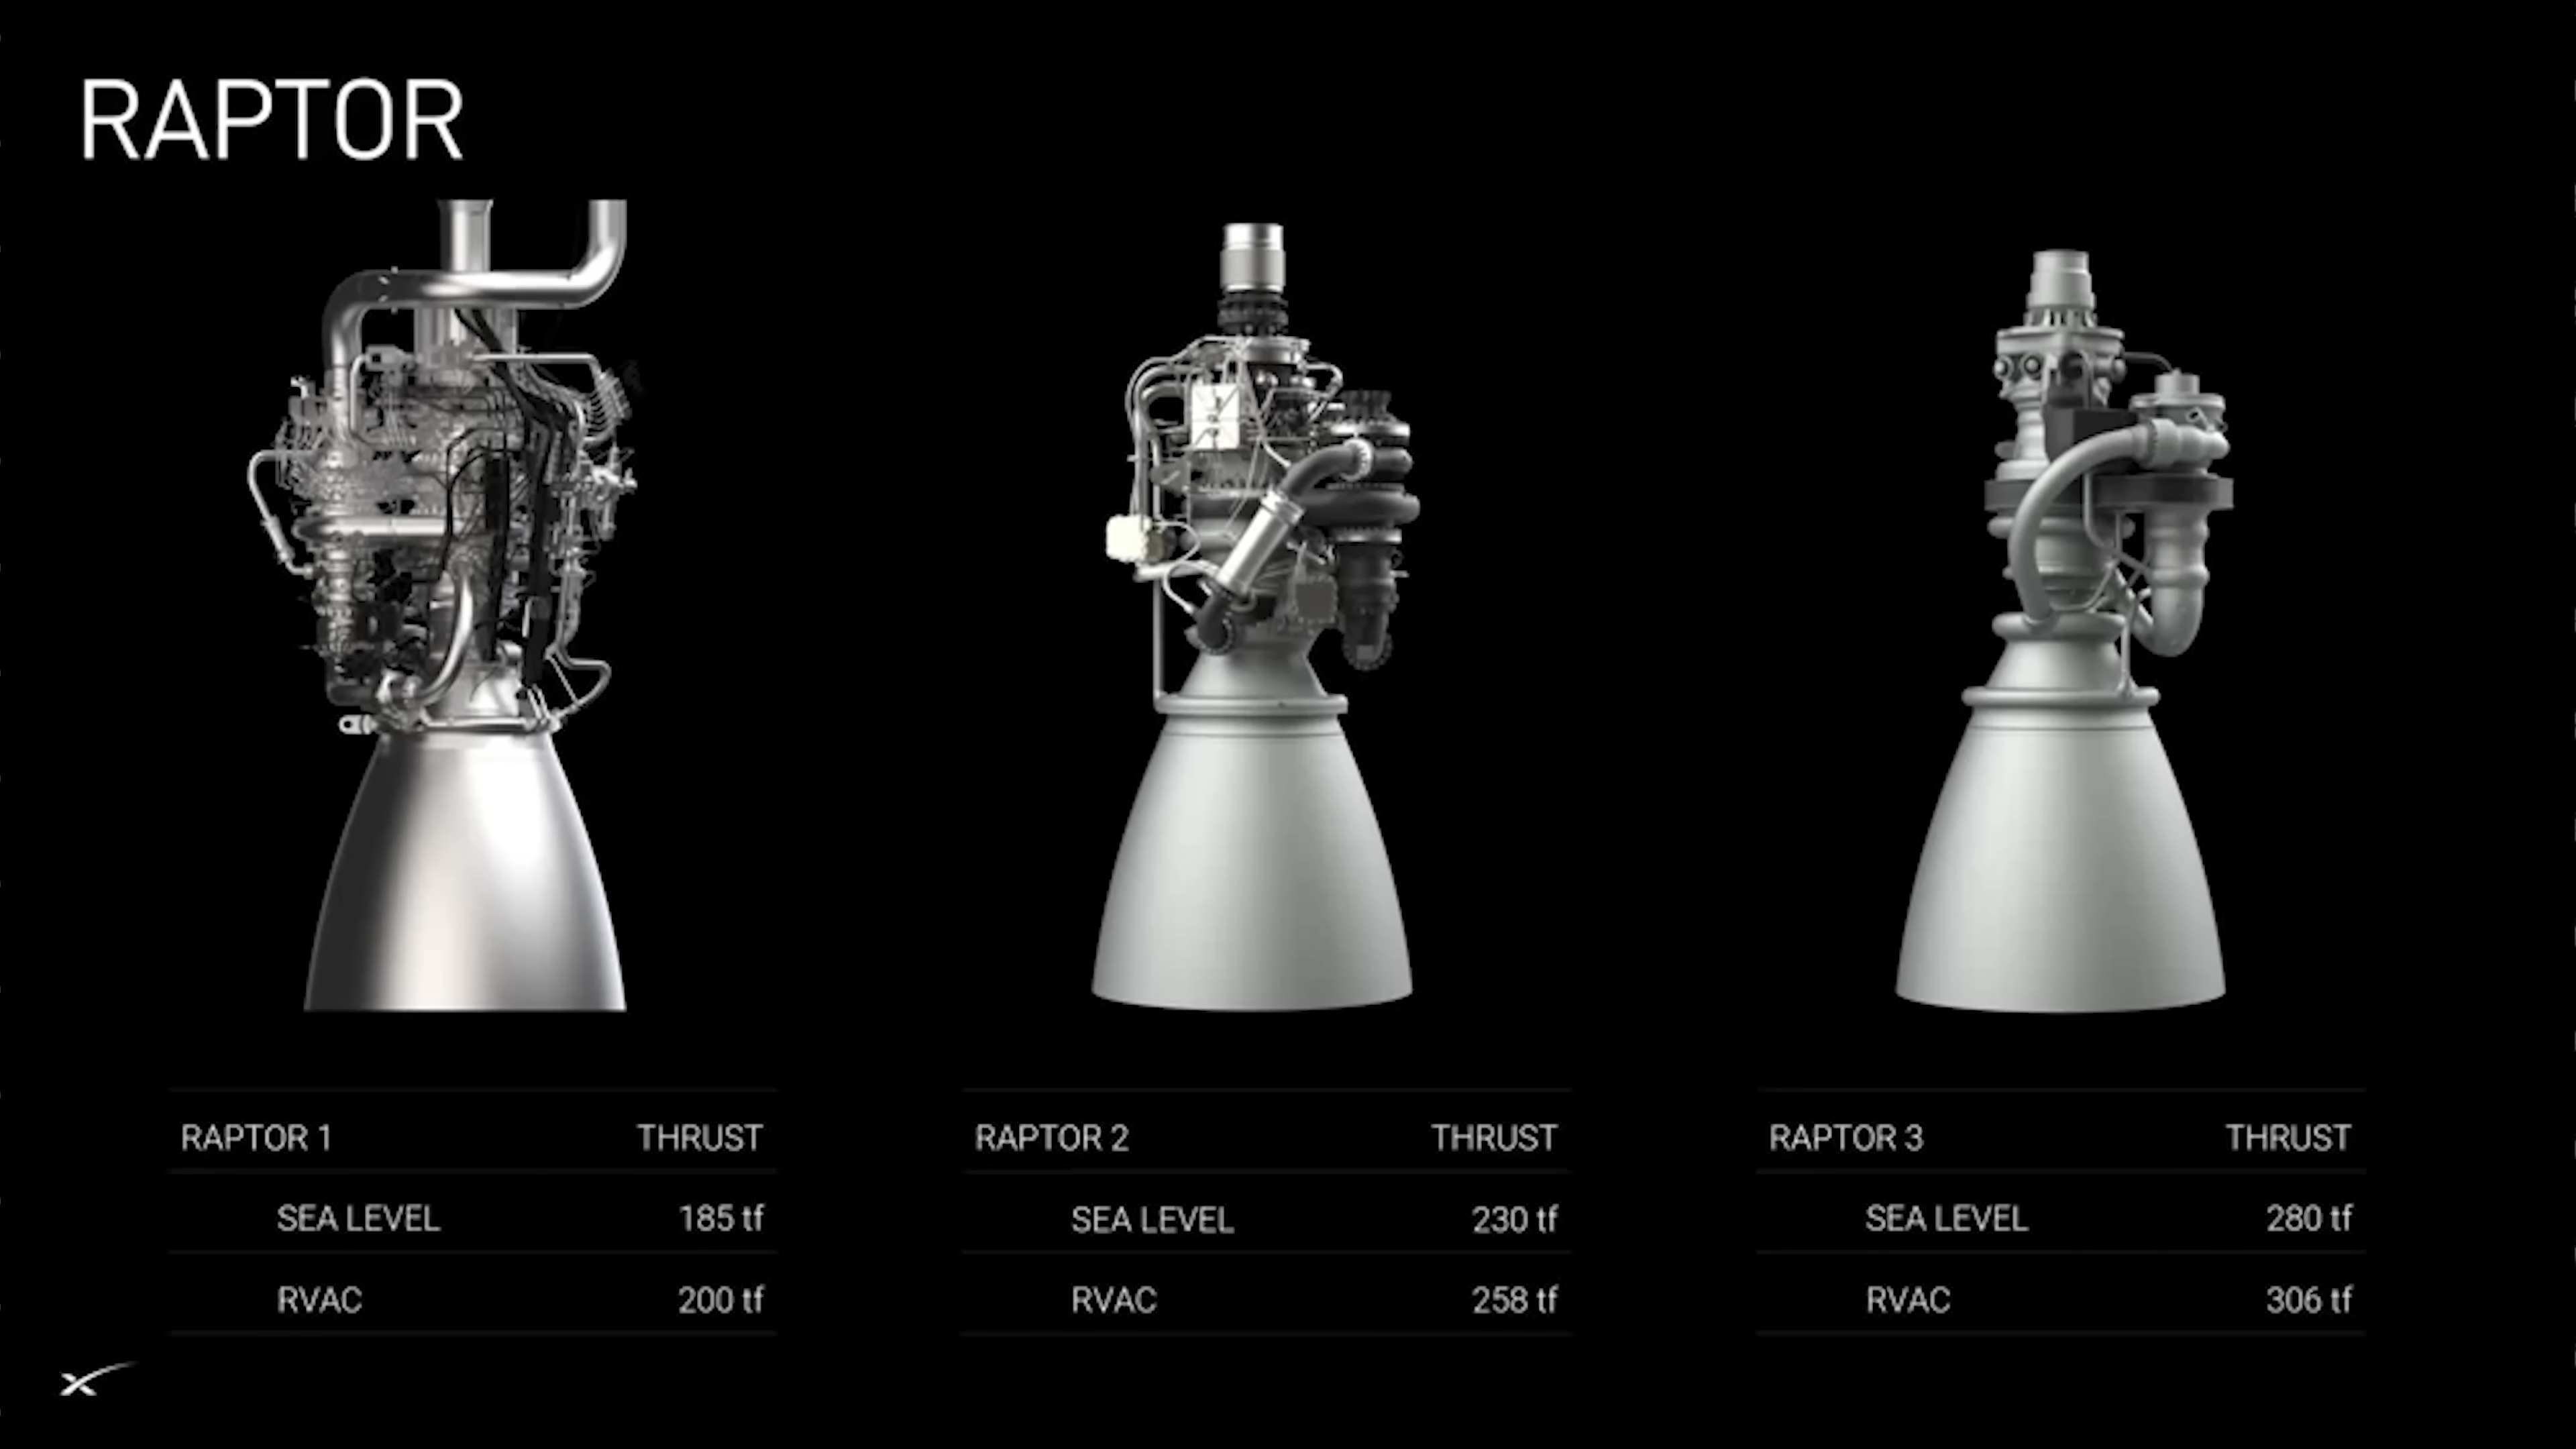 RAPTOR
RAPTOR 1 THRUST
SEA LEVEL 185 tf
RVAC 200 tf
RAPTOR 2 THRUST
SEA LEVEL 230 tf
RVAC 258 tf
RAPTOR 3 THRUST
SEA LEVEL 280 tf
RVAC 306 tf